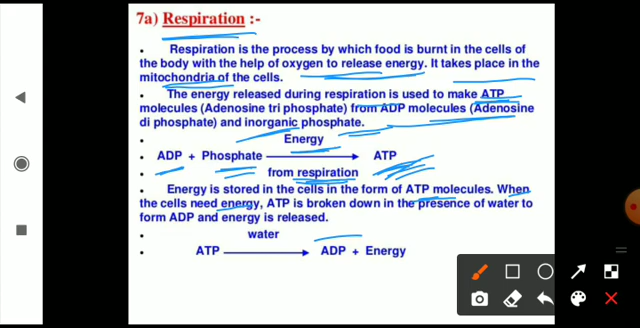 7a) Respiration :-
• Respiration is the process by which food is burnt in the cells of
the body with the help of oxygen to release energy. It takes place in the
mitochondria of the cells.
• The energy released during respiration is used to make ATP
molecules (Adenosine tri phosphate) from ADP molecules (Adenosine
di phosphate) and inorganic phosphate.
• Energy
• ADP + Phosphate ATP
• from respiration
• Energy is stored in the cells in the form of ATP molecules. When
the cells need energy, ATP is broken down in the presence of water to
form ADP and energy is released.
• water
• ATP ADP + Energy